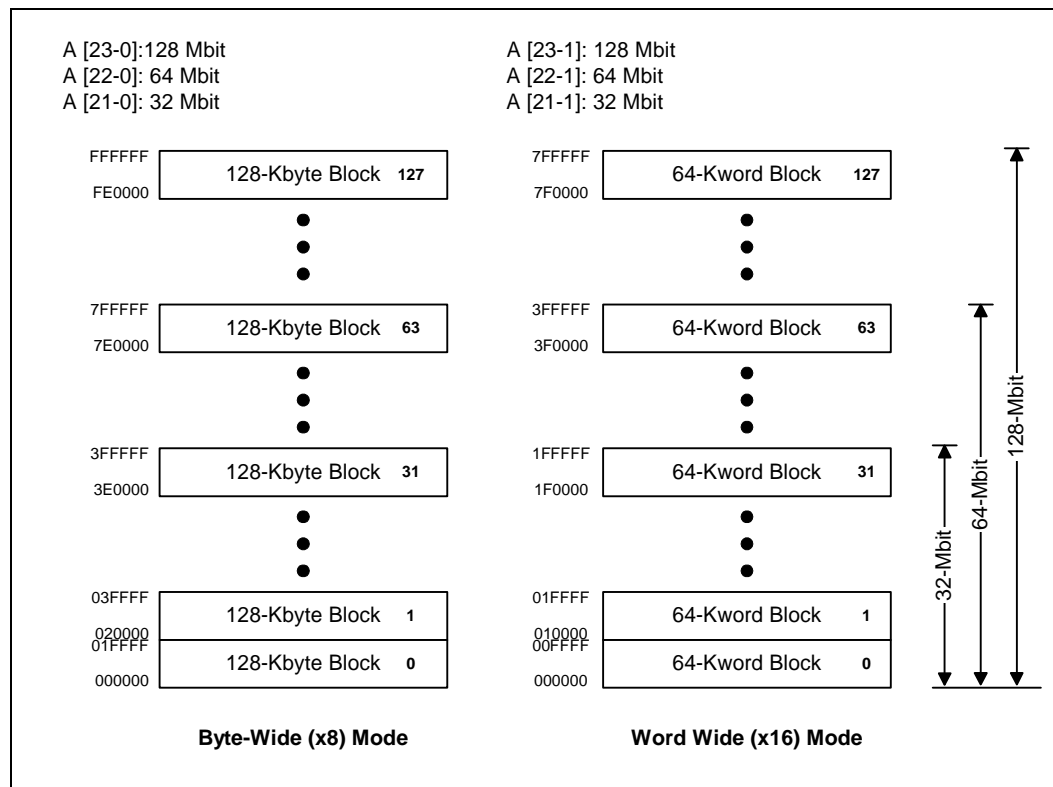 A [23-0]:128 Mbit
A [22-0]: 64 Mbit
A [21-0]: 32 Mbit
A [23-1]: 128 Mbit
A [22-1]: 64 Mbit
A [21-1]: 32 Mbit
FFFFFF
128-Kbyte Block 127
FE0000
7FFFFF
128-Kbyte Block 63
7E0000
3FFFFF
128-Kbyte Block 31
3E0000
03FFFF
128-Kbyte Block 1
020000
01FFFF
128-Kbyte Block 0
000000
Byte-Wide (x8) Mode
7FFFFF
64-Kword Block 127
7F0000
3FFFFF
64-Kword Block 63
3F0000
1FFFFF
64-Kword Block 31
1F0000
01FFFF
64-Kword Block 1
010000
00FFFF
64-Kword Block 0
000000
Word Wide (x16) Mode
32-Mbit
64-Mbit
128-Mbit